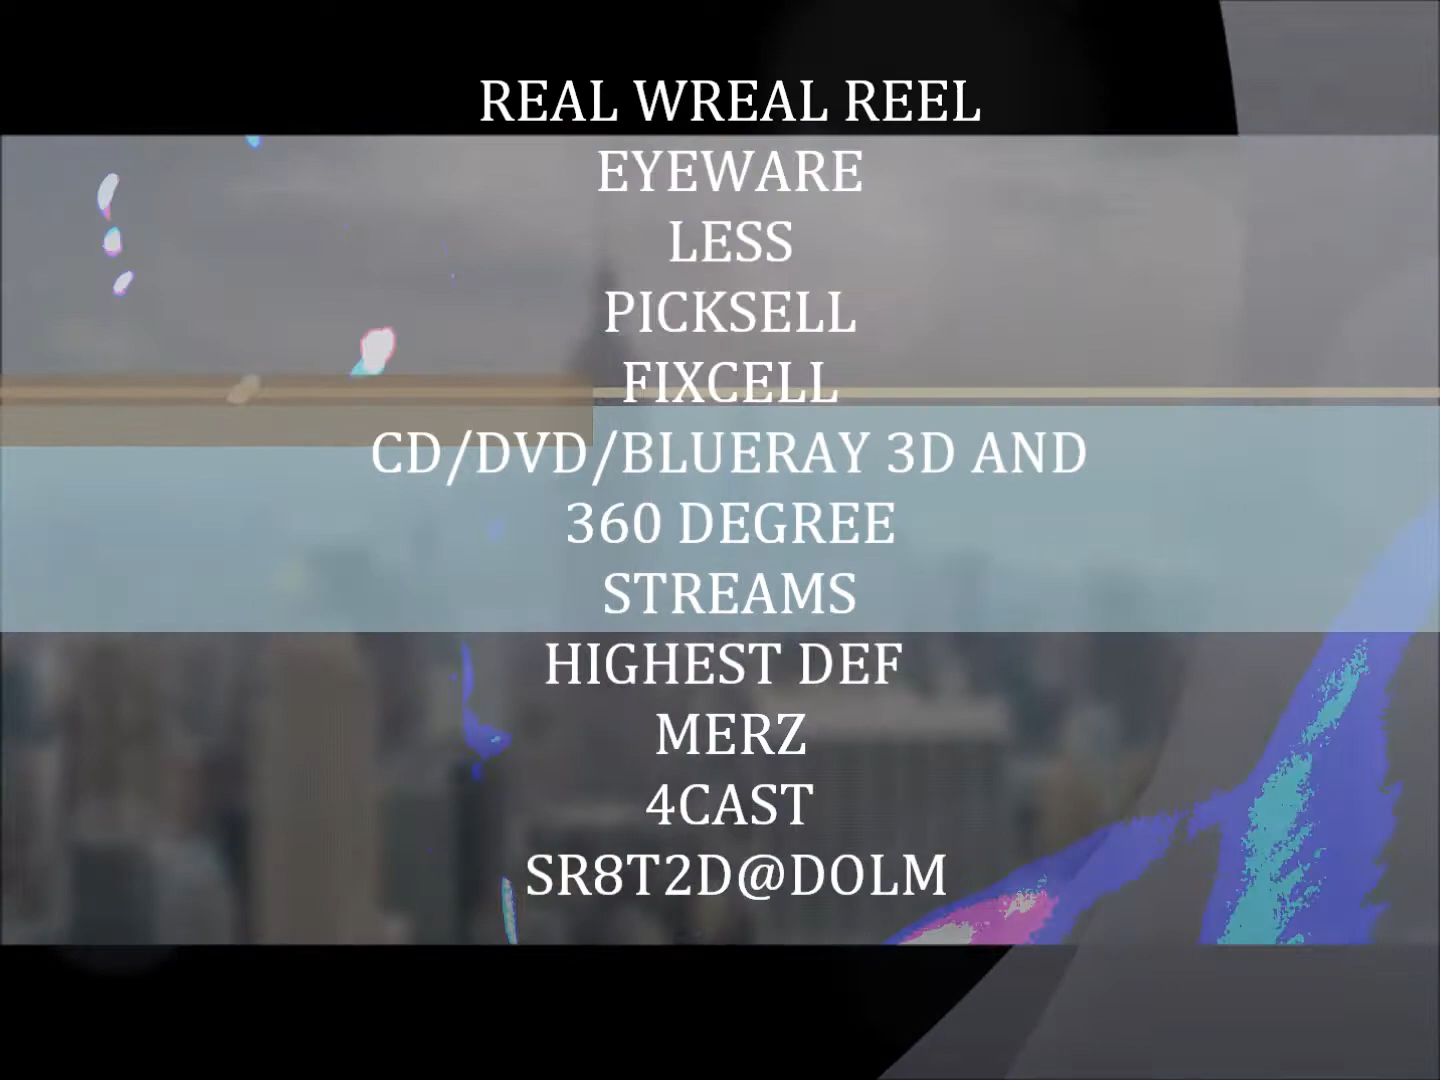 REAL WREAL REEL
EYEWARE
LESS
PICKSELL
FIXCELL
CD/DVD/BLUERAY 3D AND
360 DEGREE
STREAMS
HIGHEST DEF
MERZ
4CAST
SR8T2D@DOLM